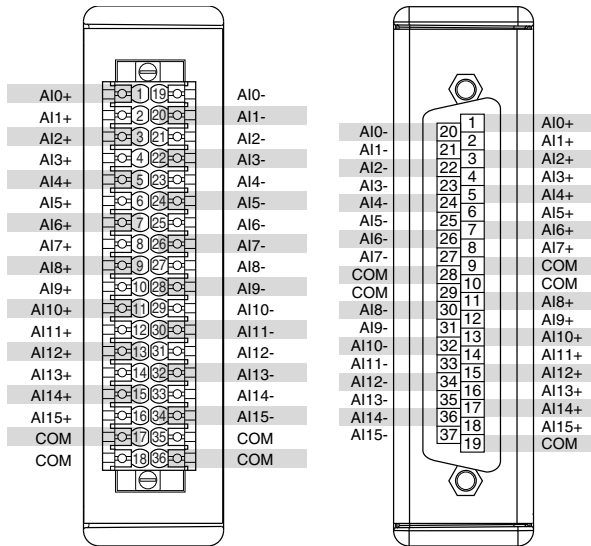 AI0+ 1 19 AI0-
AI1+ 2 20 AI1-
AI2+ 3 21 AI2-
AI3+ 4 22 AI3-
AI4+ 5 23 AI4-
AI5+ 6 24 AI5-
AI6+ 7 25 AI6-
AI7+ 8 26 AI7-
AI8+ 9 27 AI8-
AI9+ 10 28 AI9-
AI10+ 11 29 AI10-
AI11+ 12 30 AI11-
AI12+ 13 31 AI12-
AI13+ 14 32 AI13-
AI14+ 15 33 AI14-
AI15+ 16 34 AI15-
COM 17 35 COM
COM 18 36 COM
1 AI0+
AI0- 20
2 AI1+
AI1- 21
3 AI2+
AI2- 22
4 AI3+
AI3- 23
5 AI4+
AI4- 24
6 AI5+
AI5- 25
7 AI6+
AI6- 26
8 AI7+
AI7- 27
9 COM
COM 28
10 COM
COM 29
11 AI8+
AI8- 30
12 AI9+
AI9- 31
13 AI10+
AI10- 32
14 AI11+
AI11- 33
15 AI12+
AI12- 34
16 AI13+
AI13- 35
17 AI14+
AI14- 36
18 AI15+
AI15- 37
19 COM